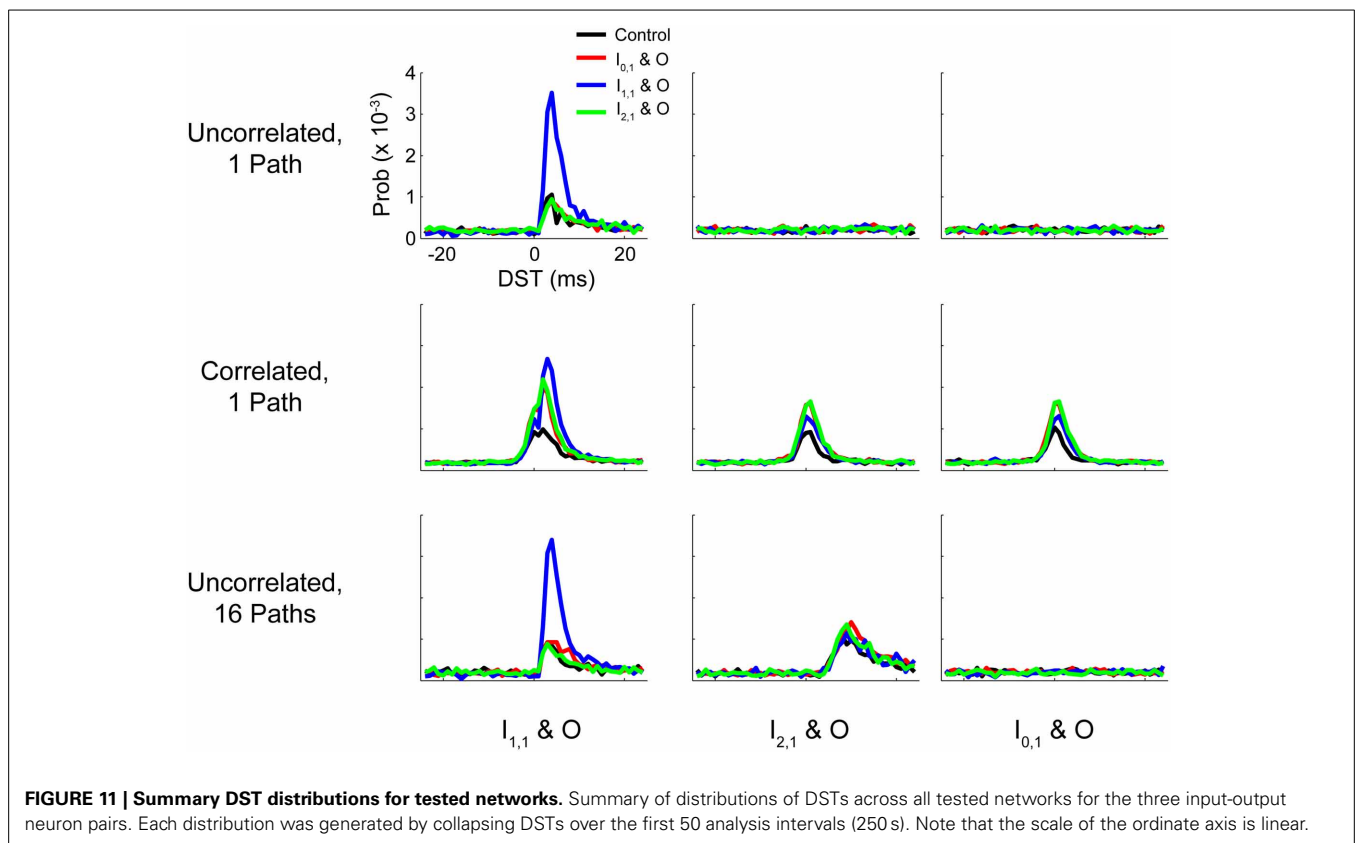 Control
I0,1 & O
I1,1 & O
I2,1 & O
Uncorrelated,
1 Path
Prob (x 10-3)
4
3
2
1
0
-20 0 20
DST (ms)
Correlated,
1 Path
Uncorrelated,
16 Paths
I1,1 & O I2,1 & O I0,1 & O
FIGURE 11 | Summary DST distributions for tested networks. Summary of distributions of DSTs across all tested networks for the three input-output
neuron pairs. Each distribution was generated by collapsing DSTs over the first 50 analysis intervals (250 s). Note that the scale of the ordinate axis is linear.